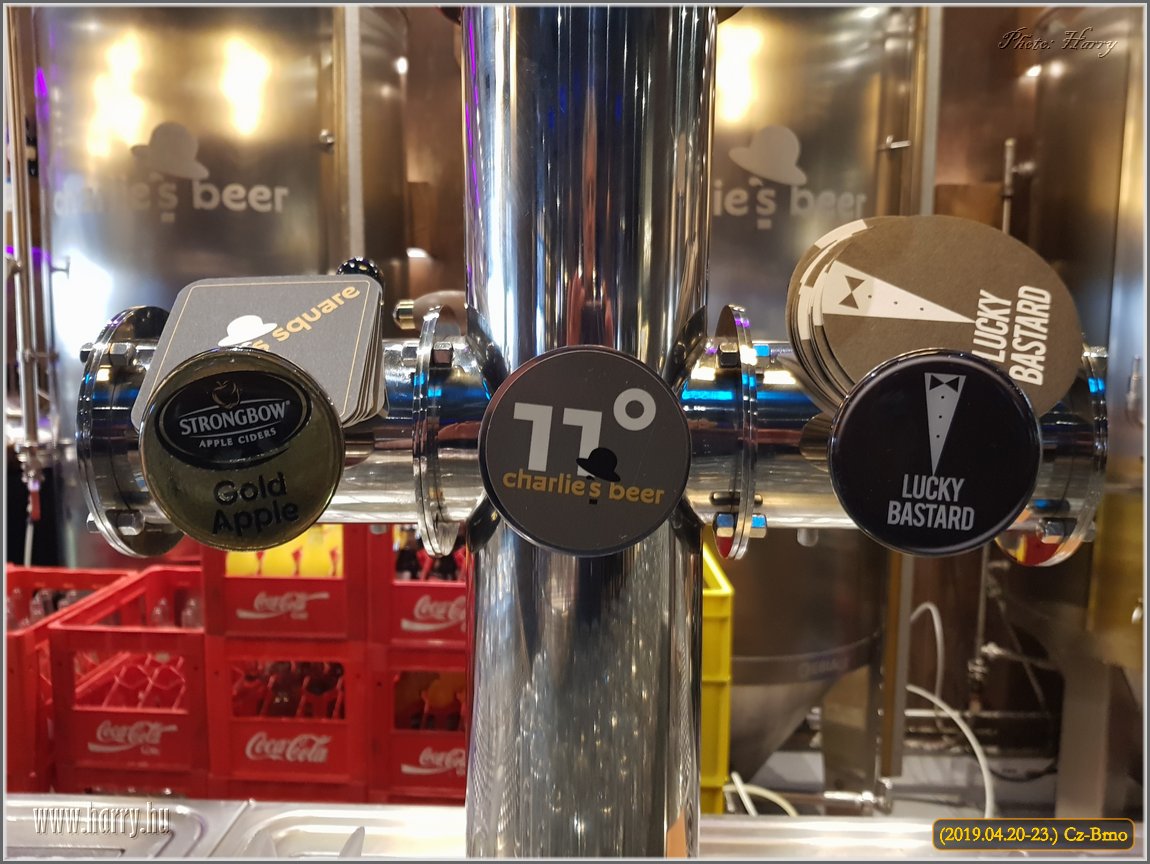 Photo: Harry
charlie's beer
lie's beer
's square
LUCKY
BASTARD
STRONGBOW®
APPLE CIDERS
Gold
Apple
11°
charlie's beer
LUCKY
BASTARD
Coca-Cola
Coca-Cola
Coca-Cola
Coca-Cola
Coca-Cola
www.harry.hu
(2019.04.20-23.) Cz-Brno